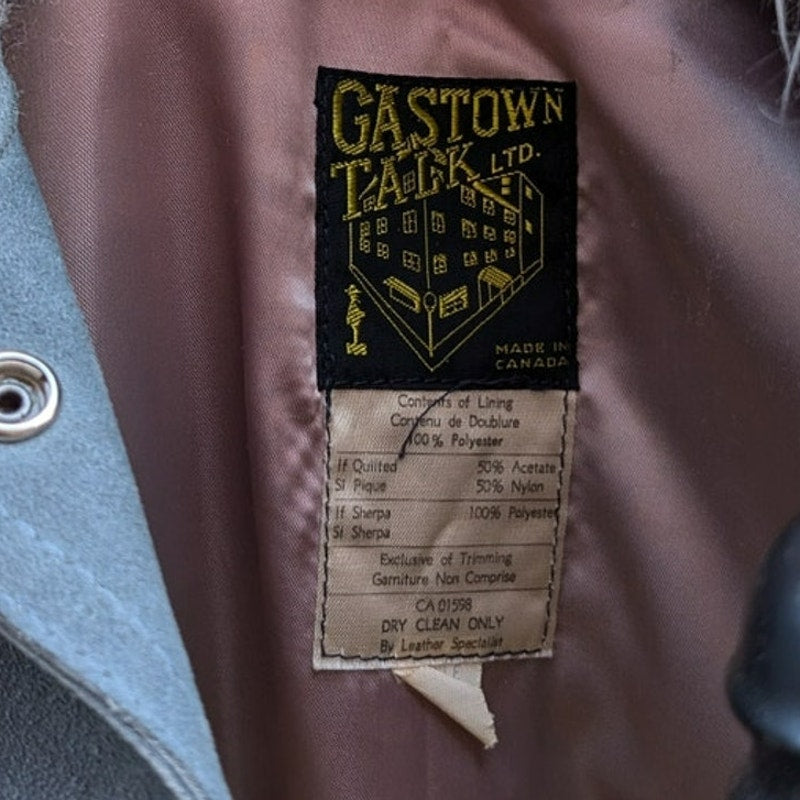 GASTOWN
TACK LTD.
MADE IN
CANADA
Contents of Lining
Contenu de Doublure
100% Polyester
If Quilted 50% Acetate
Si Pique 50% Nylon
If Sherpa 100% Polyester
Si Sherpa
Exclusive of Trimming
Garniture Non Comprise
CA 01598
DRY CLEAN ONLY
By Leather Specialist